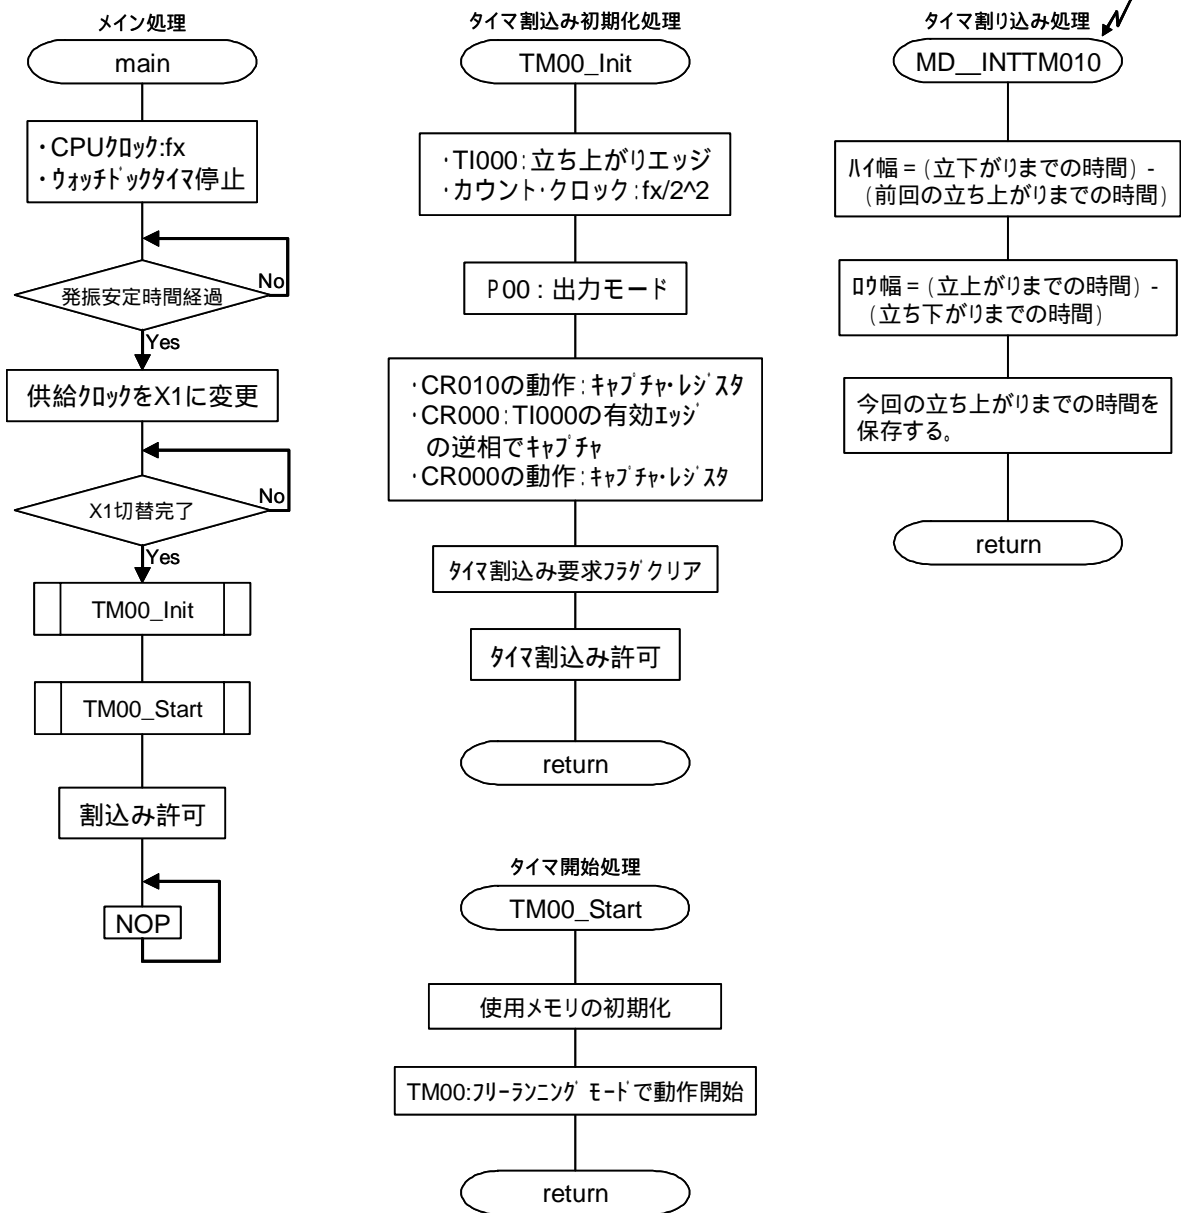 メイン処理
main
・CPUｸﾛｯｸ:fx
・ｳｫｯﾁﾄﾞｯｸﾀｲﾏ停止
発振安定時間経過
No
Yes
供給ｸﾛｯｸをX1に変更
X1切替完了
No
Yes
TM00_Init
TM00_Start
割込み許可
NOP
タイマ割込み初期化処理
TM00_Init
・TI000:立ち上がりエッジ
・カウント・クロック:fx/2^2
P00:出力モード
・CR010の動作:ｷｬﾌﾟﾁｬ・ﾚｼﾞｽﾀ
・CR000:TI000の有効ｴｯｼﾞ
の逆相でｷｬﾌﾟﾁｬ
・CR000の動作:ｷｬﾌﾟﾁｬ・ﾚｼﾞｽﾀ
ﾀｲﾏ割込み要求ﾌﾗｸﾞクリア
ﾀｲﾏ割込み許可
return
タイマ開始処理
TM00_Start
使用メモリの初期化
TM00:ﾌﾘｰﾗﾝﾆﾝｸﾞﾓｰﾄﾞで動作開始
return
タイマ割り込み処理
MD__INTTM010
ﾊｲ幅=(立下がりまでの時間)-
(前回の立ち上がりまでの時間)
ﾛｳ幅=(立上がりまでの時間)-
(立ち下がりまでの時間)
今回の立ち上がりまでの時間を
保存する。
return